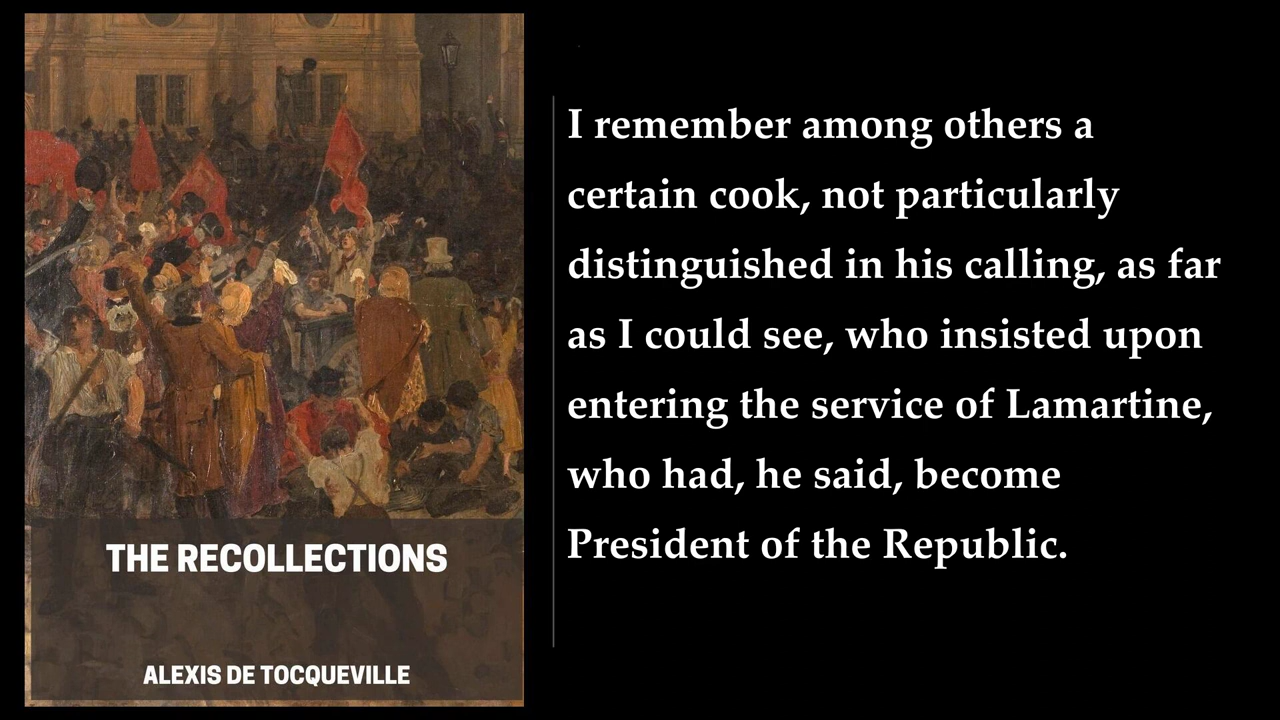 THE RECOLLECTIONS
ALEXIS DE TOCQUEVILLE
I remember among others a
certain cook, not particularly
distinguished in his calling, as far
as I could see, who insisted upon
entering the service of Lamartine,
who had, he said, become
President of the Republic.